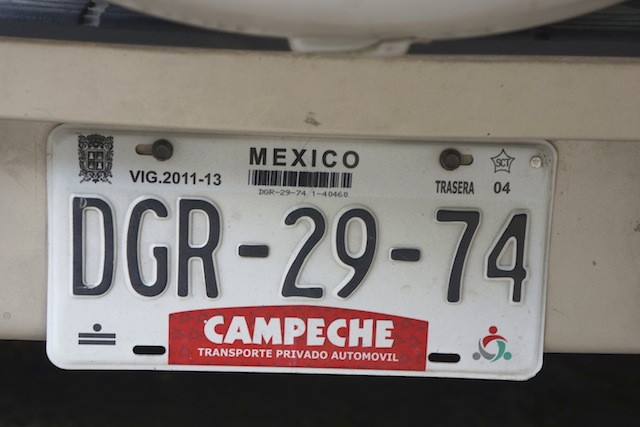 MEXICO
VIG.2011-13
DGR-29-74 1-40460
SCT
TRASERA 04
DGR-29-74
CAMPECHE
TRANSPORTE PRIVADO AUTOMOVIL